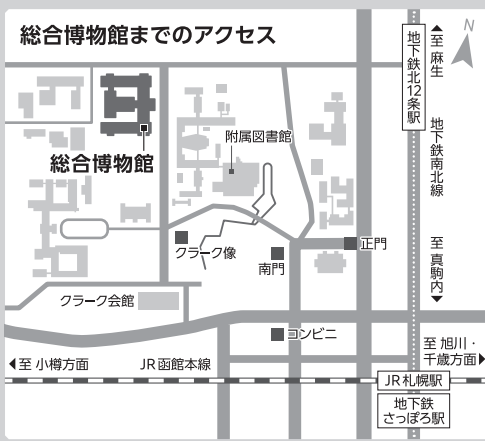 総合博物館までのアクセス
N
至 麻生
地下鉄北12条駅
地下鉄南北線
附属図書館
総合博物館
正門
クラーク像
南門
至 真駒内
クラーク会館
コンビニ
至 小樽方面
JR函館本線
至 旭川・
千歳方面
JR札幌駅
地下鉄
さっぽろ駅